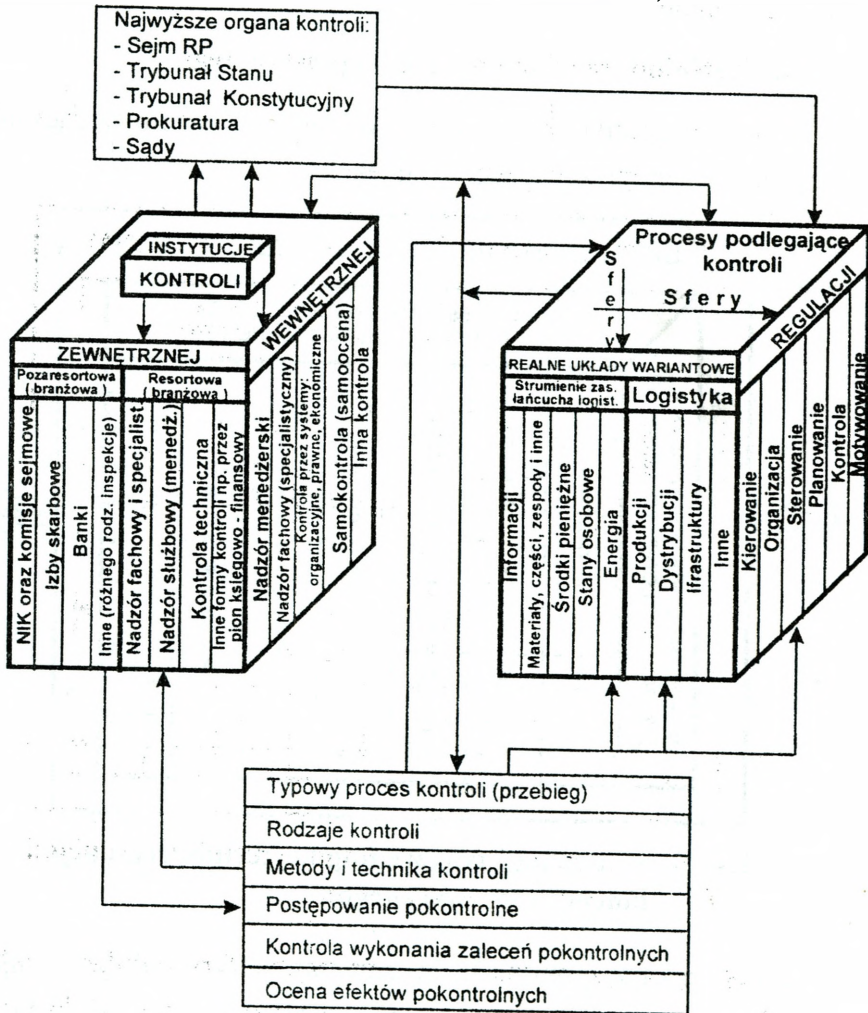 Najwyższe organa kontroli:
- Sejm RP
- Trybunał Stanu
- Trybunał Konstytucyjny
- Prokuratura
- Sądy
INSTYTUCJE
KONTROLI
ZEWNĘTRZNEJ
WEWNĘTRZNEJ
Pozaresortowa
( branżowa )
Resortowa
( branżowa )
NIK oraz komisje sejmowe
Izby skarbowe
Banki
Inne (różnego rodz. inspekcje)
Nadzór fachowy i specjalist.
Nadzór służbowy (menedż.)
Kontrola techniczna
Inne formy kontroli np. przez
pion księgowo - finansowy
Nadzór menedżerski
Nadzór fachowy (specjalistyczny)
Kontrola przez systemy:
organizacyjne, prawne, ekonomiczne
Samokontrola (samoocena)
Inna kontrola
Procesy podlegające
kontroli
Sfery
Sfery
REGULACJI
REALNE UKŁADY WARIANTOWE
Strumienie zas.
łańcucha logist.
Logistyka
Informacji
Materiały, części, zespoły i inne
Środki pieniężne
Stany osobowe
Energia
Produkcji
Dystrybucji
Ifrastruktury
Inne
Kierowanie
Organizacja
Sterowanie
Planowanie
Kontrola
Motywowanie
Typowy proces kontroli (przebieg)
Rodzaje kontroli
Metody i technika kontroli
Postępowanie pokontrolne
Kontrola wykonania zaleceń pokontrolnych
Ocena efektów pokontrolnych